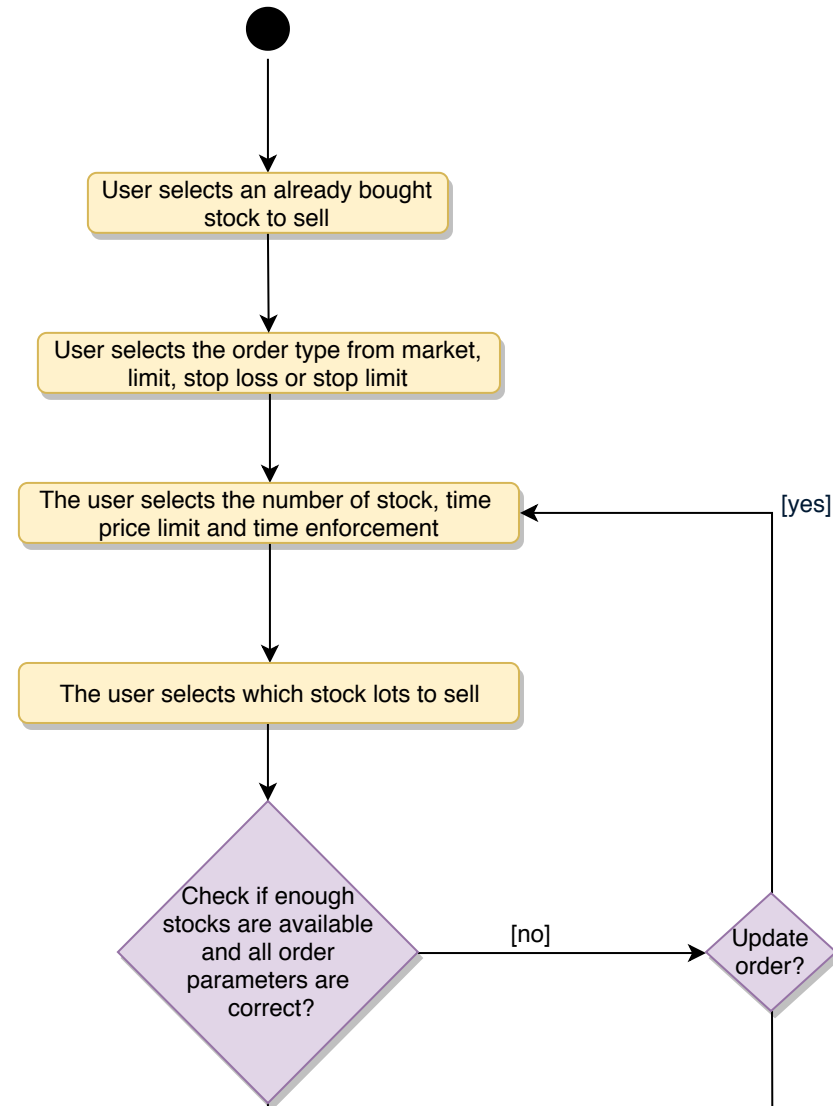 User selects an already bought
stock to sell
User selects the order type from market,
limit, stop loss or stop limit
The user selects the number of stock, time
price limit and time enforcement
[yes]
The user selects which stock lots to sell
Check if enough
stocks are available
and all order
parameters are
correct?
[no]
Update
order?